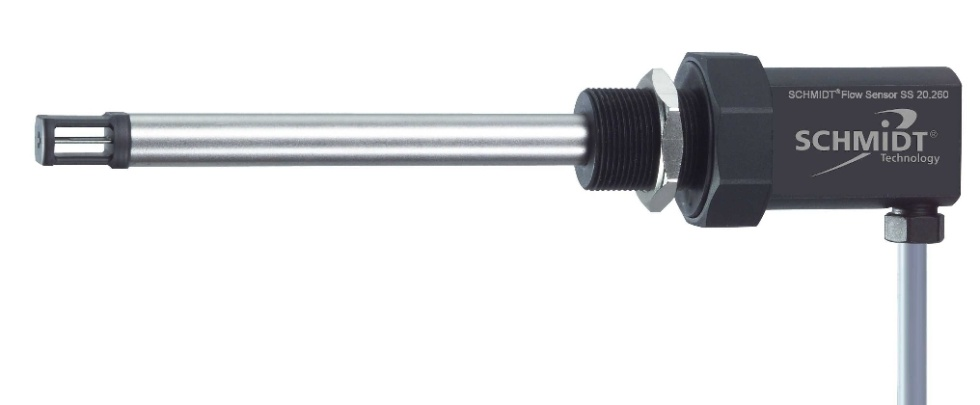 SCHMIDT® Flow Sensor SS 20.260
SCHMIDT®
Technology